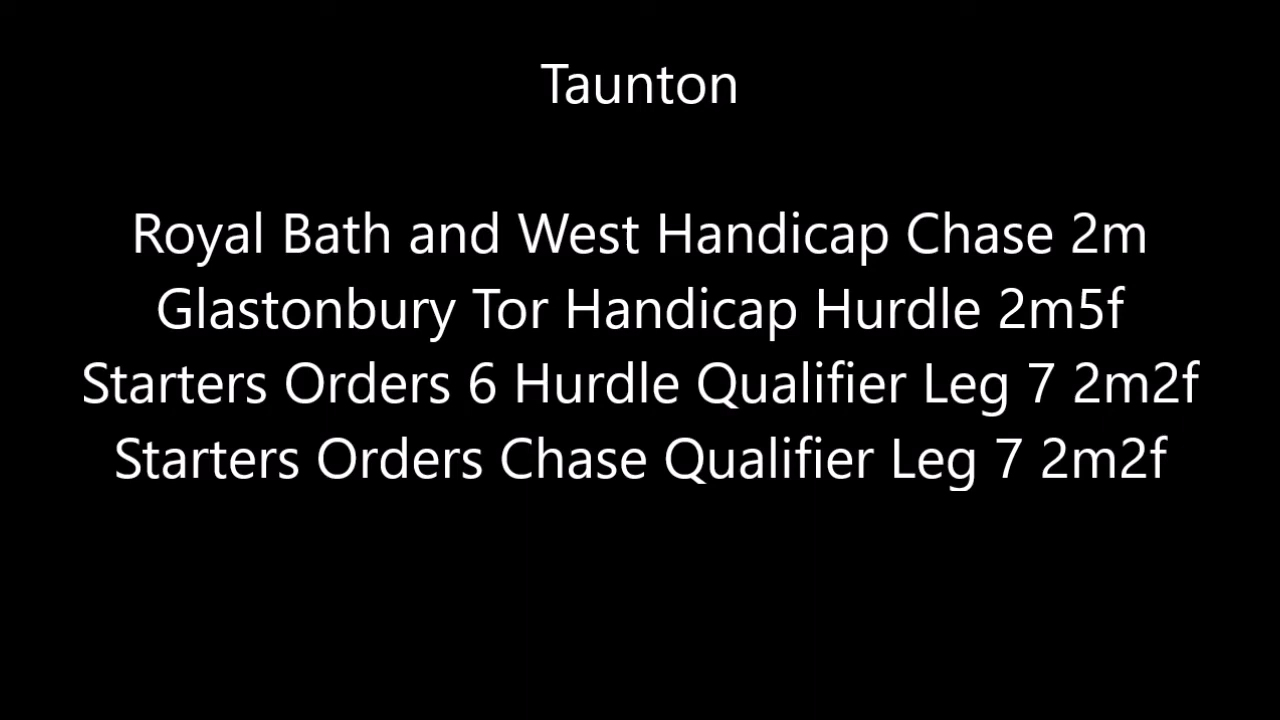 Taunton
Royal Bath and West Handicap Chase 2m
Glastonbury Tor Handicap Hurdle 2m5f
Starters Orders 6 Hurdle Qualifier Leg 7 2m2f
Starters Orders Chase Qualifier Leg 7 2m2f